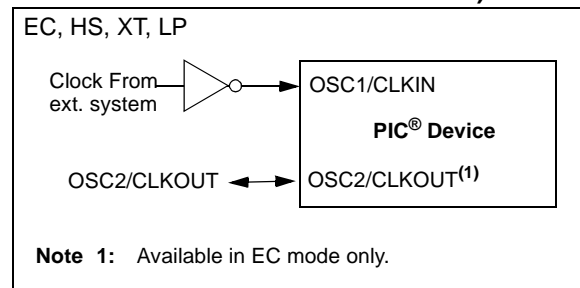 EC, HS, XT, LP
Clock From
ext. system
OSC1/CLKIN
PIC® Device
OSC2/CLKOUT
OSC2/CLKOUT(1)
Note 1: Available in EC mode only.